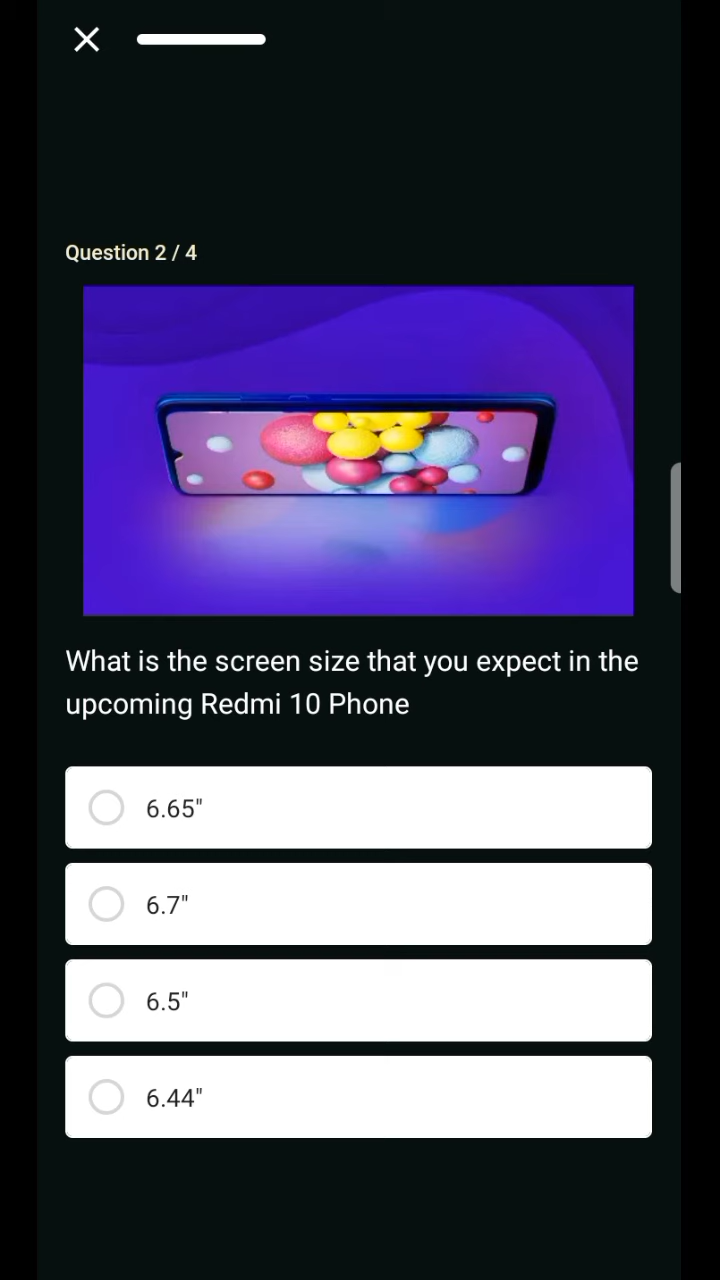 Question 2 / 4
What is the screen size that you expect in the
upcoming Redmi 10 Phone
6.65"
6.7"
6.5"
6.44"